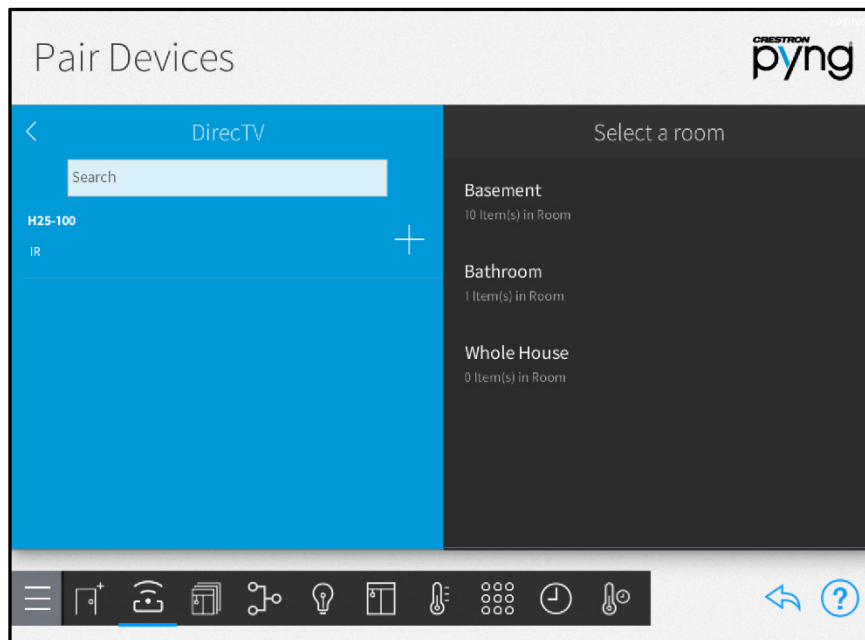 Pair Devices
CRESTRON
pyng
DirecTV
Search
H25-100
IR
Select a room
Basement
10 Item(s) in Room
Bathroom
1 Item(s) in Room
Whole House
0 Item(s) in Room
?